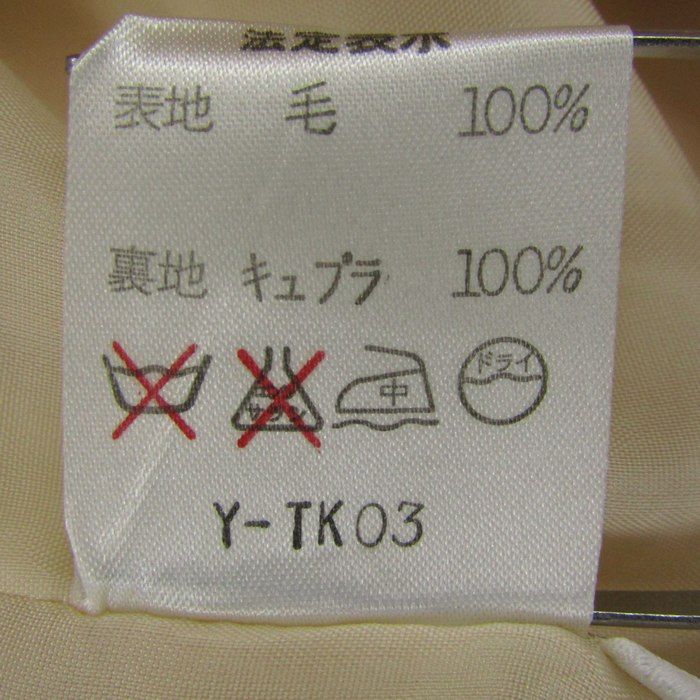 法定表示
表地 毛 100%
裏地 キュプラ 100%
中 ドライ
Y-TK03